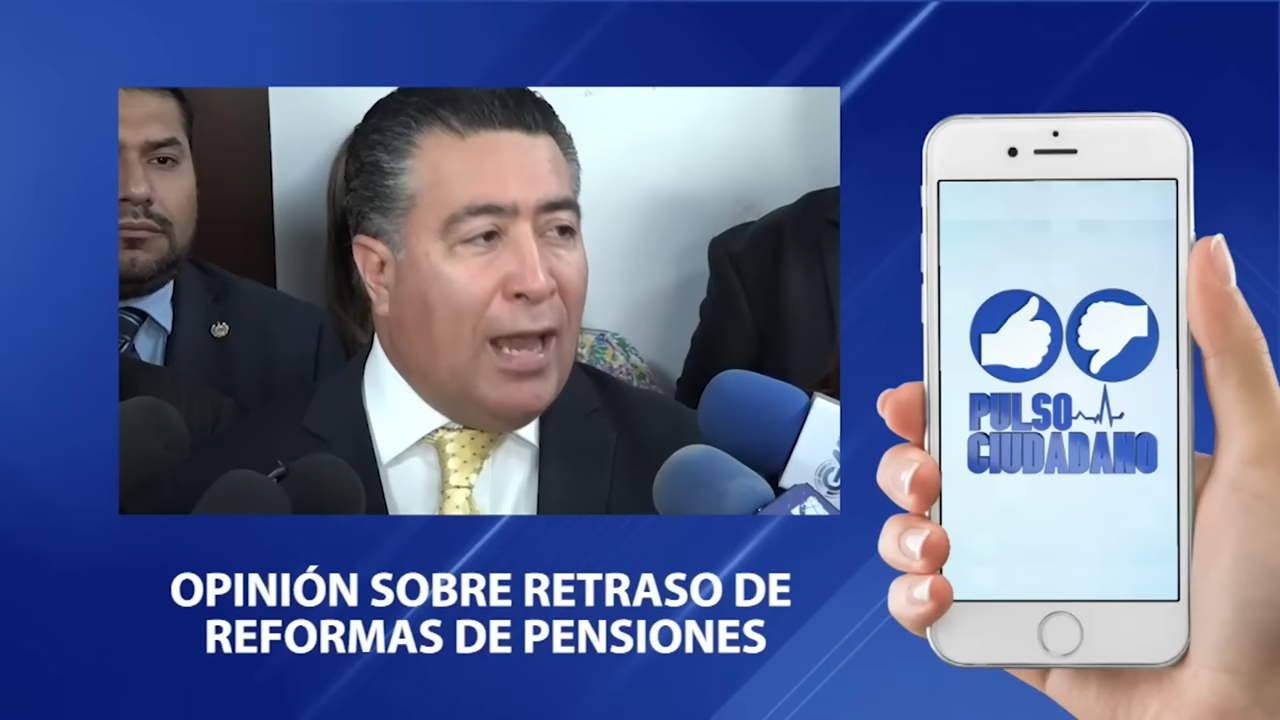 PULSO
CIUDADANO
OPINIÓN SOBRE RETRASO DE
REFORMAS DE PENSIONES